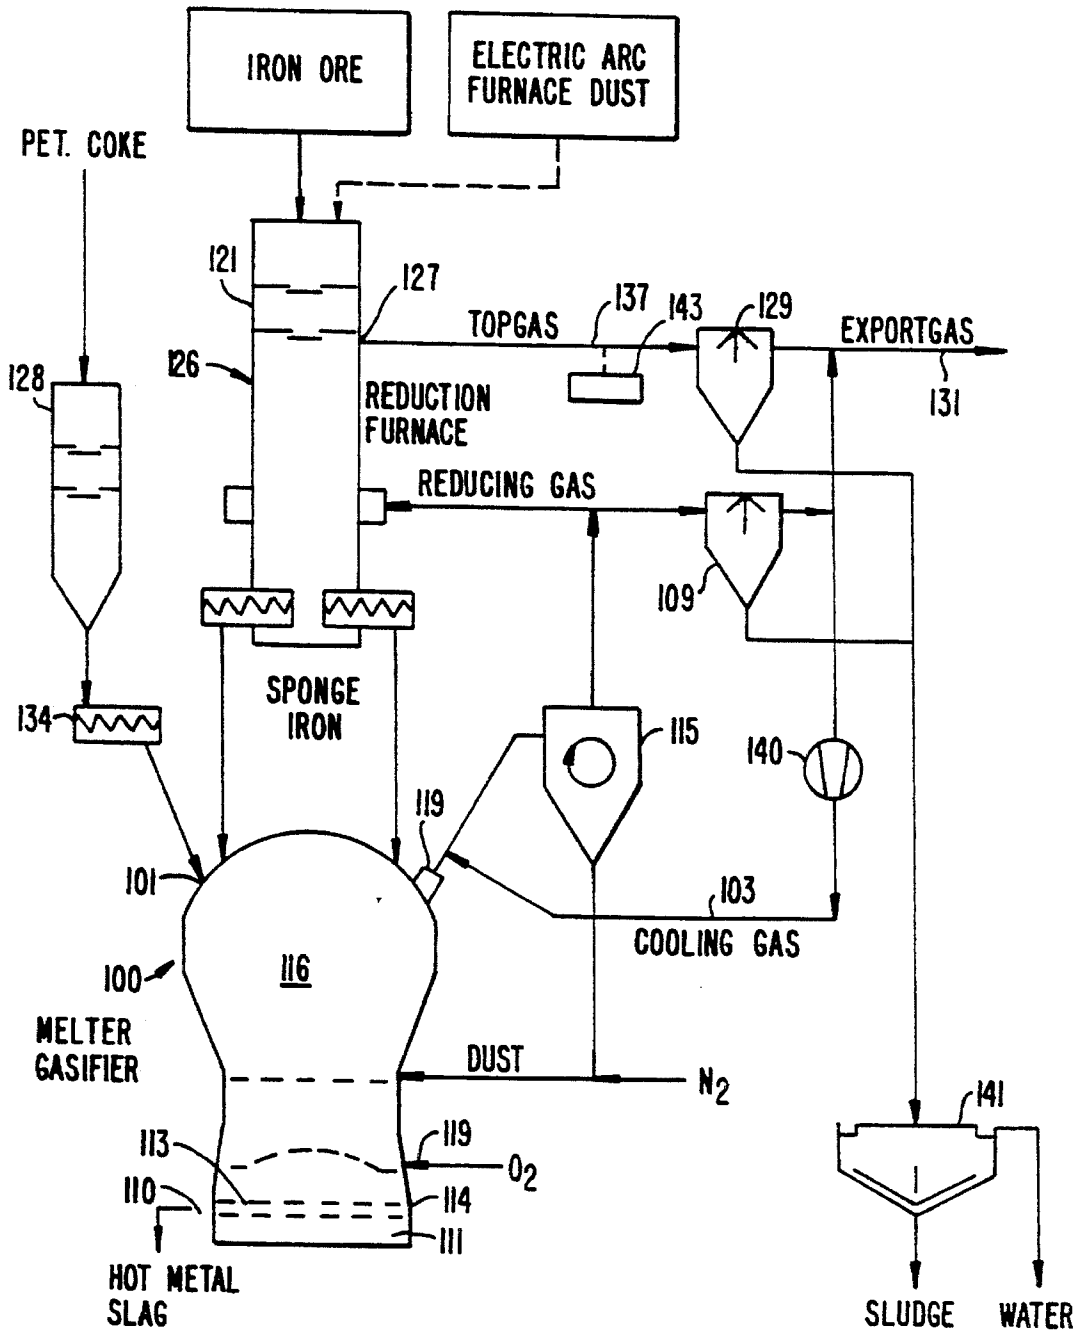 IRON ORE
ELECTRIC ARC
FURNACE DUST
PET. COKE
121
127
137
143
129
TOPGAS
EXPORTGAS
128
126
131
REDUCTION
FURNACE
REDUCING GAS
109
SPONGE
IRON
134
115
140
119
101
103
COOLING GAS
100
116
MELTER
GASIFIER
DUST
N2
141
113
119
O2
110
114
111
HOT METAL
SLAG
SLUDGE
WATER